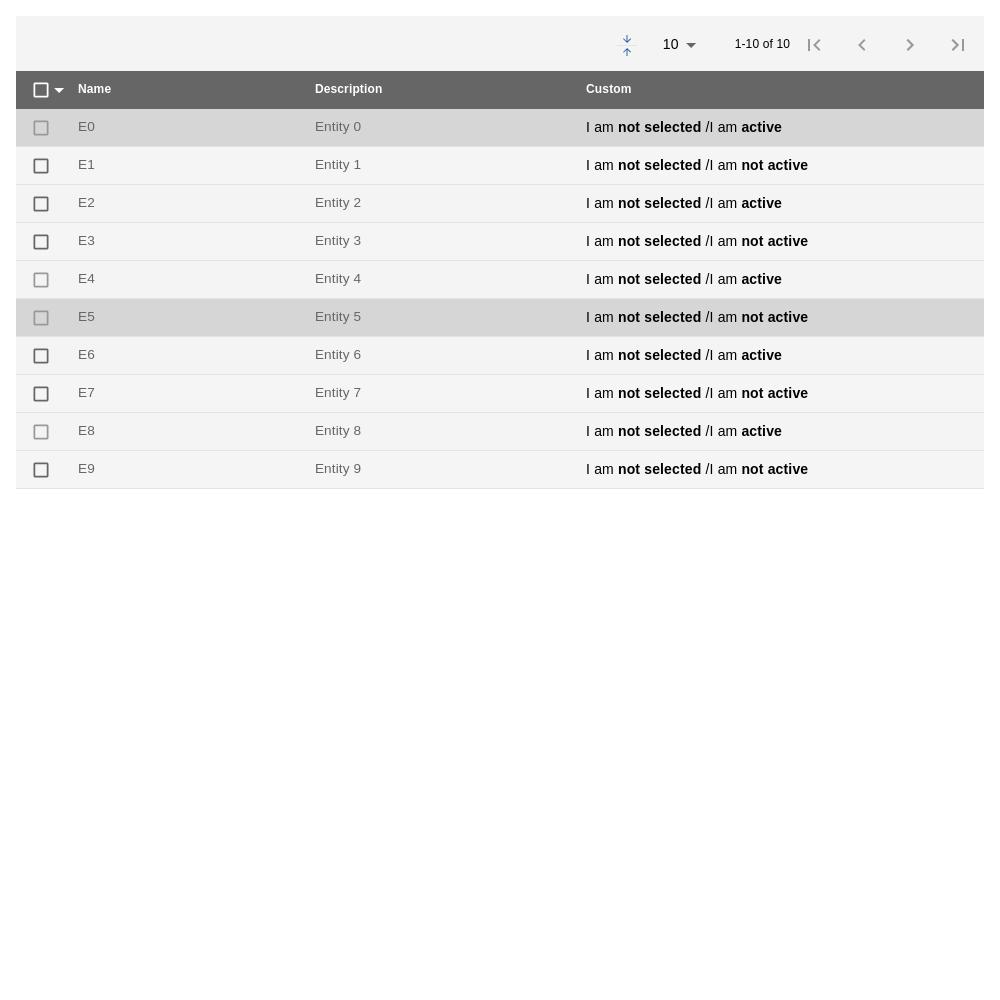 10 1-10 of 10
Name Description Custom
E0 Entity 0 I am not selected /I am active
E1 Entity 1 I am not selected /I am not active
E2 Entity 2 I am not selected /I am active
E3 Entity 3 I am not selected /I am not active
E4 Entity 4 I am not selected /I am active
E5 Entity 5 I am not selected /I am not active
E6 Entity 6 I am not selected /I am active
E7 Entity 7 I am not selected /I am not active
E8 Entity 8 I am not selected /I am active
E9 Entity 9 I am not selected /I am not active